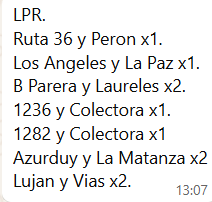 LPR.
Ruta 36 y Peron x1.
Los Angeles y La Paz x1.
B Parera y Laureles x2.
1236 y Colectora x1.
1282 y Colectora x1
Azurduy y La Matanza x2
Lujan y Vias x2.
13:07